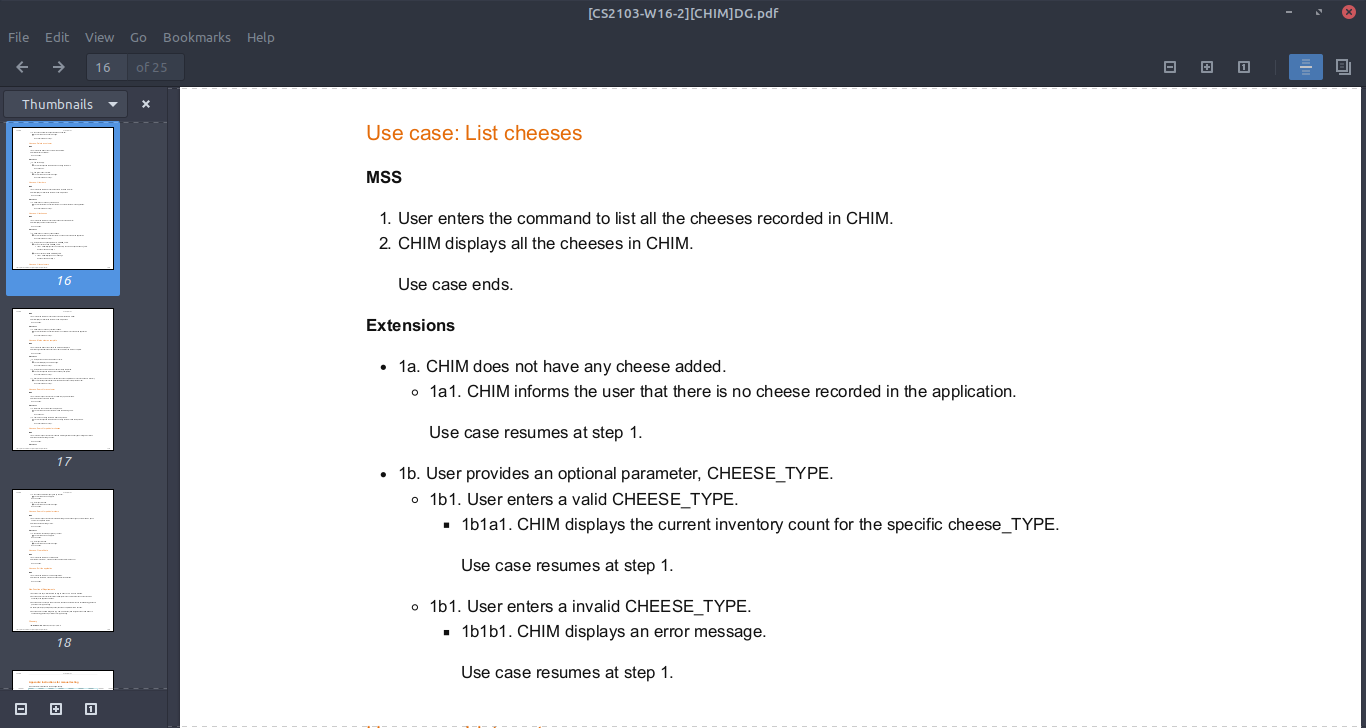 [CS2103-W16-2][CHIM]DG.pdf
File Edit View Go Bookmarks Help
16 of 25
Thumbnails
16
17
18
Use case: List cheeses
MSS
1. User enters the command to list all the cheeses recorded in CHIM.
2. CHIM displays all the cheeses in CHIM.
Use case ends.
Extensions
• 1a. CHIM does not have any cheese added.
◦ 1a1. CHIM informs the user that there is no cheese recorded in the application.
Use case resumes at step 1.
• 1b. User provides an optional parameter, CHEESE_TYPE.
◦ 1b1. User enters a valid CHEESE_TYPE.
▪ 1b1a1. CHIM displays the current inventory count for the specific cheese_TYPE.
Use case resumes at step 1.
◦ 1b1. User enters a invalid CHEESE_TYPE.
▪ 1b1b1. CHIM displays an error message.
Use case resumes at step 1.